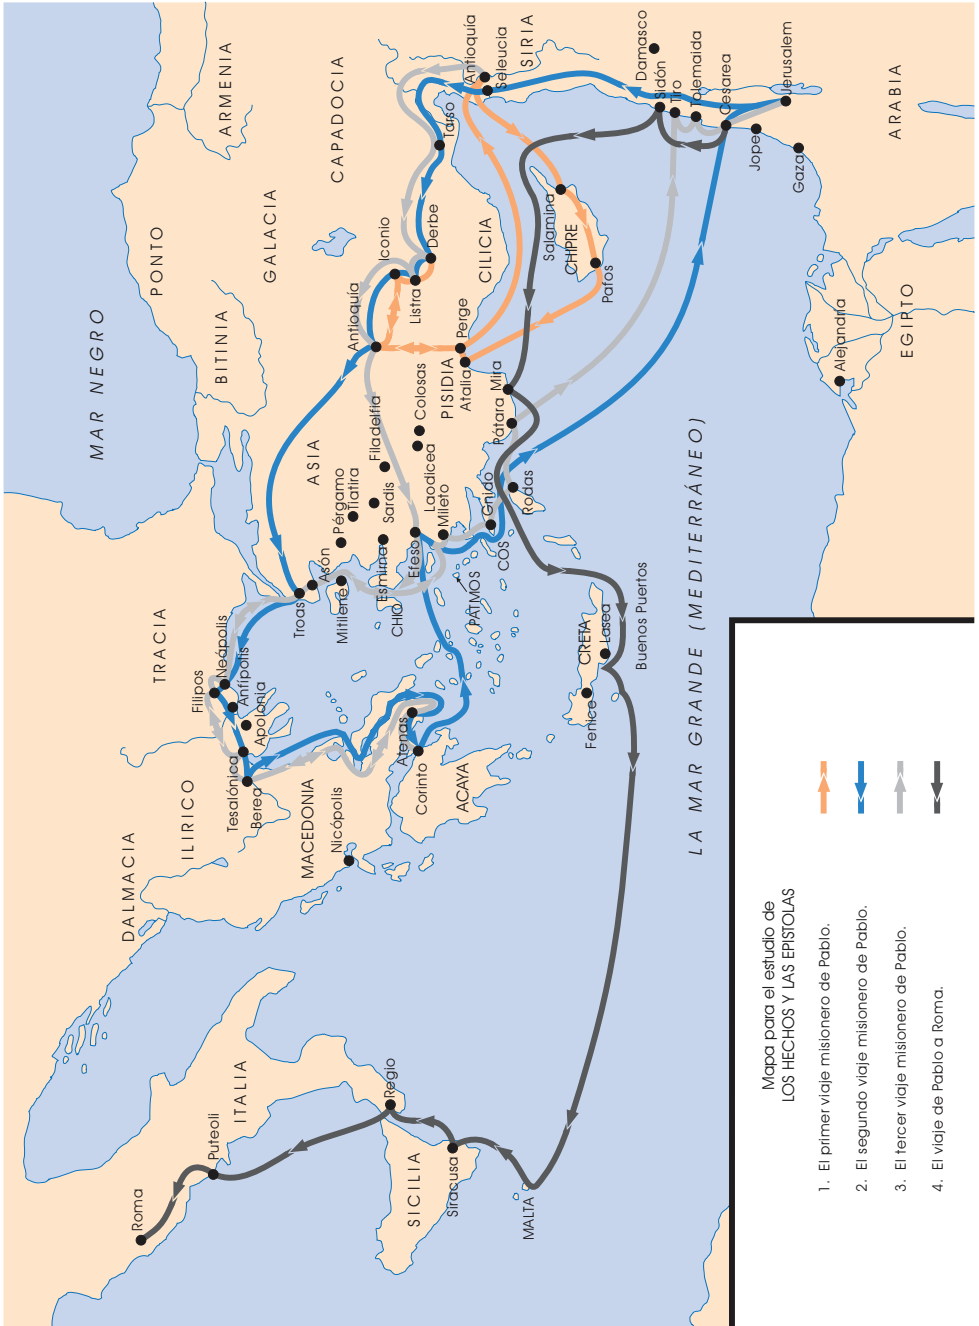 MAR NEGRO
DALMACIA
ILIRICO
TRACIA
MACEDONIA
ACAYA
ITALIA
SICILIA
PONTO
BITINIA
GALACIA
ARMENIA
CAPADOCIA
ASIA
PISIDIA
CILICIA
SIRIA
ARABIA
EGIPTO
CHIPRE
CRETA
CHIO
PATMOS
COS
MALTA
LA MAR GRANDE (MEDITERRÁNEO)
Roma
Puteoli
Regio
Siracusa
Nicópolis
Berea
Tesalónica
Apolonia
Anfípolis
Neápolis
Filipos
Atenas
Corinto
Troas
Asón
Mitilene
Pérgamo
Tiatira
Sardis
Esmirna
Filadelfia
Efeso
Laodicea
Colosas
Mileto
Gnido
Rodas
Pátara
Mira
Atalia
Perge
Antioquía
Iconio
Listra
Derbe
Tarso
Antioquía
Seleucia
Salamina
Pafos
Damasco
Sidón
Tiro
Tolemaida
Cesarea
Jope
Jerusalem
Gaza
Alejandria
Fenice
Lasea
Buenos Puertos
Mapa para el estudio de
LOS HECHOS Y LAS EPISTOLAS
1. El primer viaje misionero de Pablo.
2. El segundo viaje misionero de Pablo.
3. El tercer viaje misionero de Pablo.
4. El viaje de Pablo a Roma.